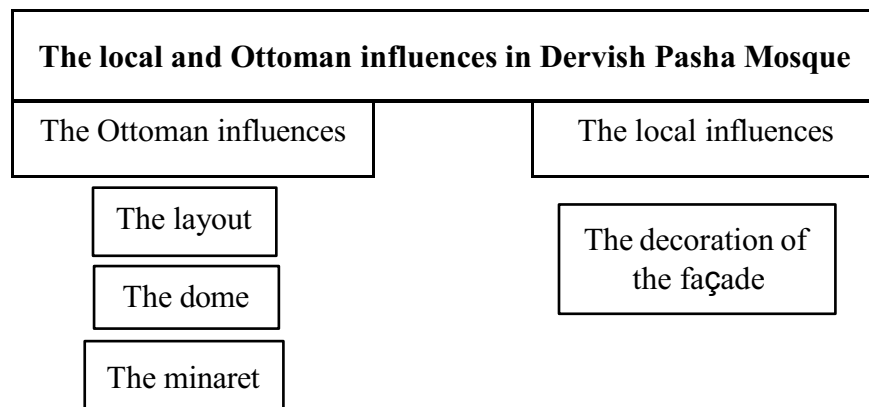 The local and Ottoman influences in Dervish Pasha Mosque
The Ottoman influences
The local influences
The layout
The dome
The minaret
The decoration of
the façade